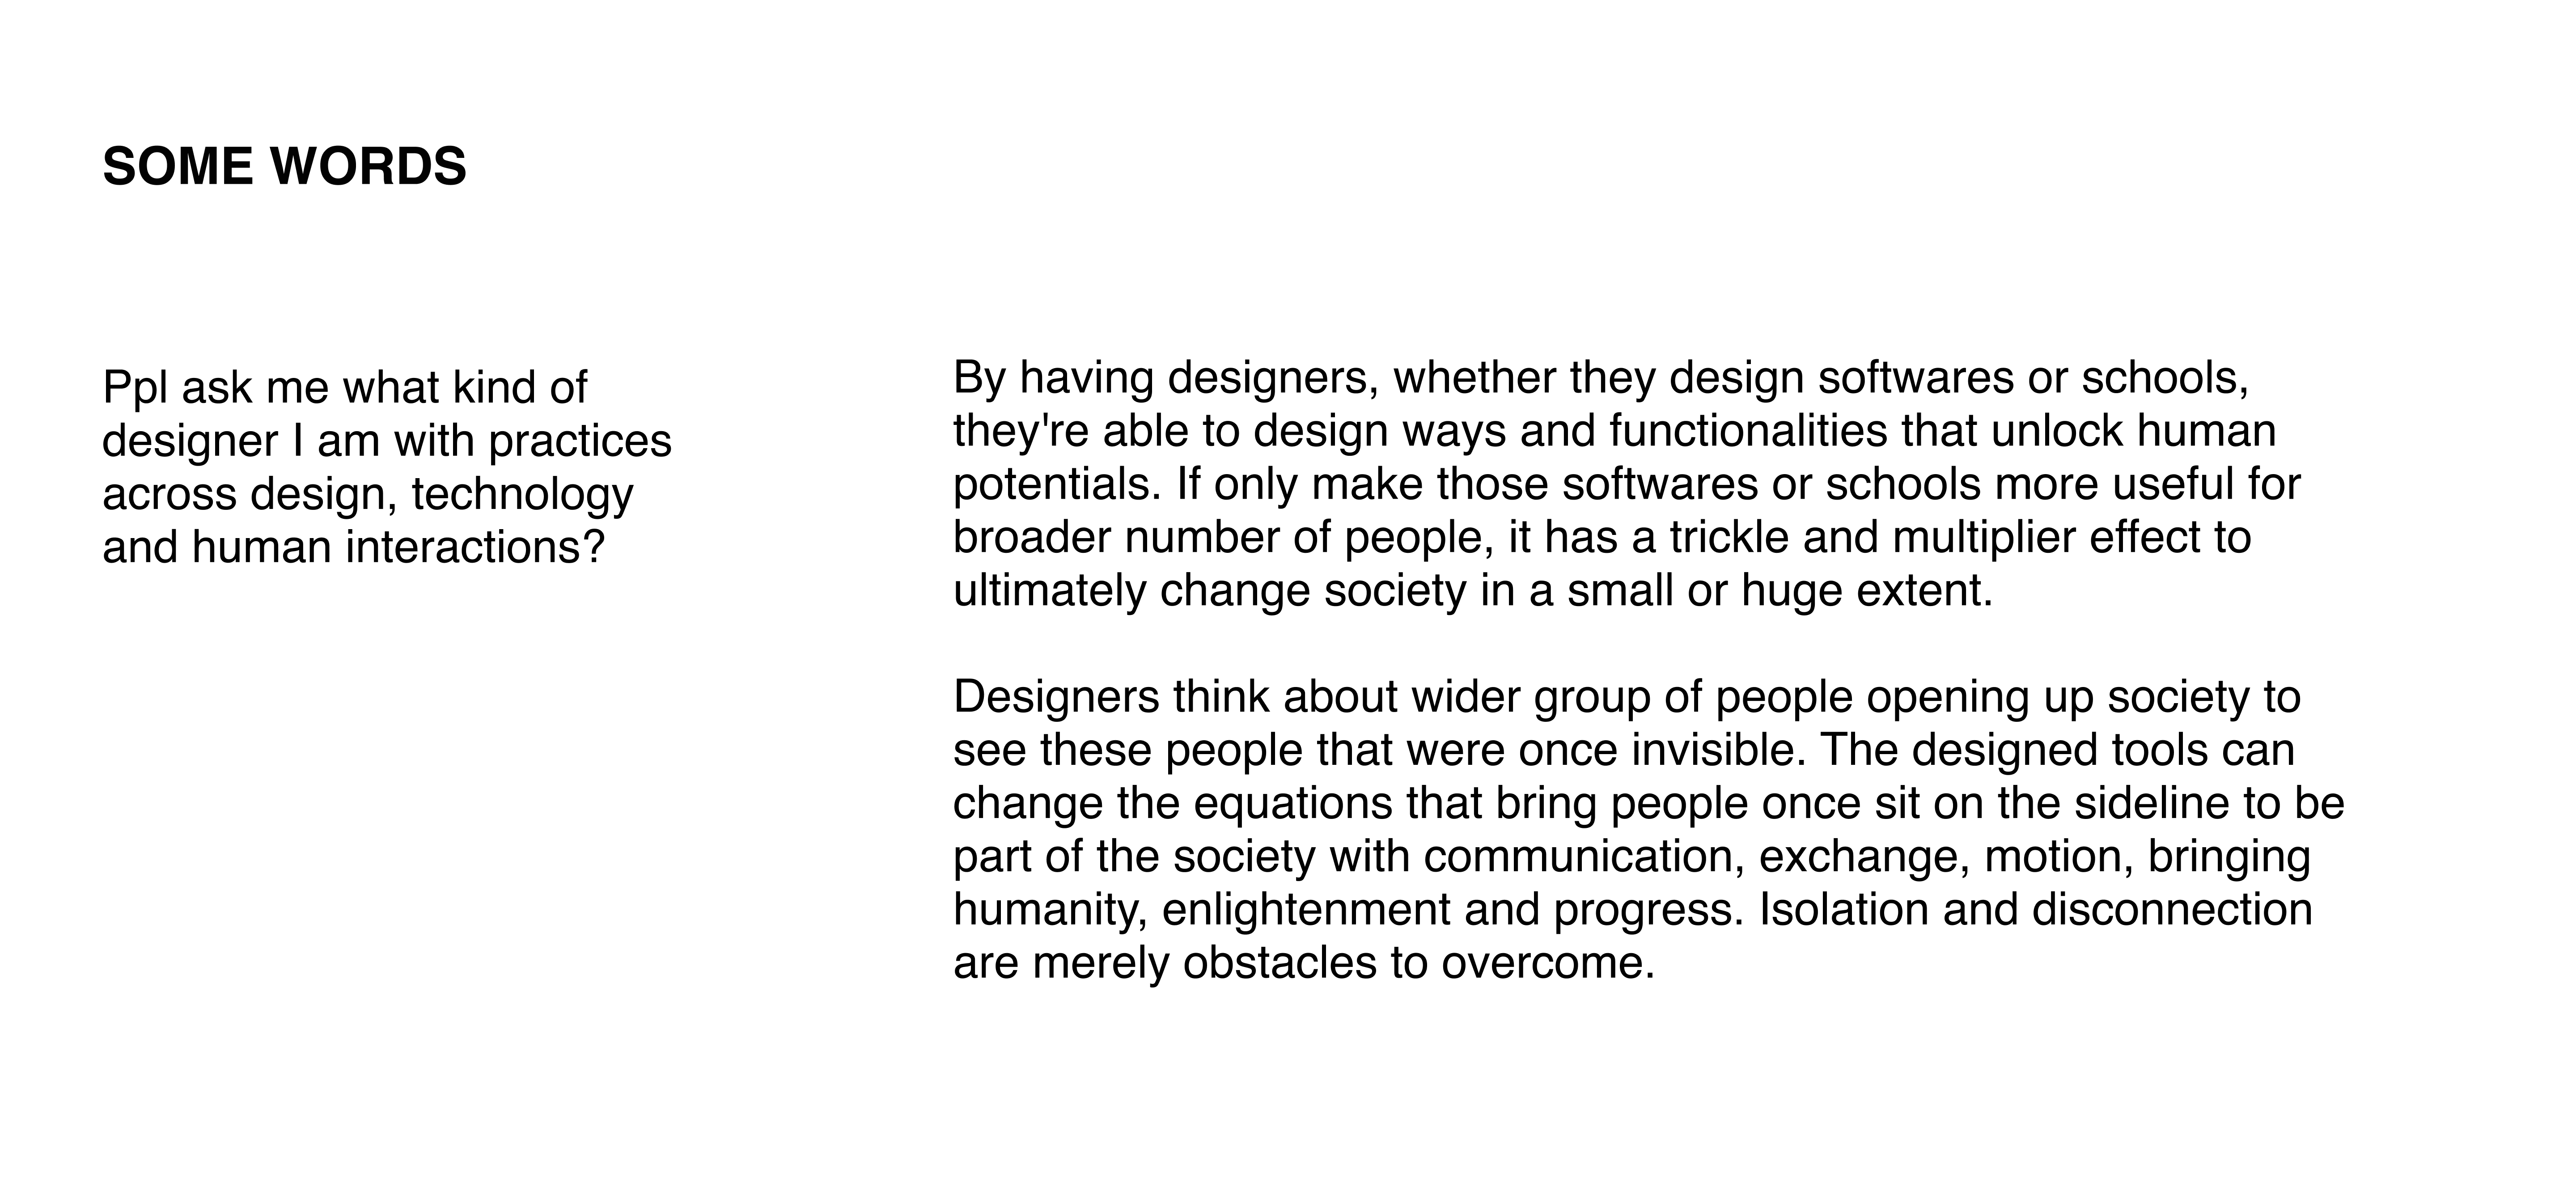 SOME WORDS
Ppl ask me what kind of
designer I am with practices
across design, technology
and human interactions?
By having designers, whether they design softwares or schools,
they're able to design ways and functionalities that unlock human
potentials. If only make those softwares or schools more useful for
broader number of people, it has a trickle and multiplier effect to
ultimately change society in a small or huge extent.
Designers think about wider group of people opening up society to
see these people that were once invisible. The designed tools can
change the equations that bring people once sit on the sideline to be
part of the society with communication, exchange, motion, bringing
humanity, enlightenment and progress. Isolation and disconnection
are merely obstacles to overcome.